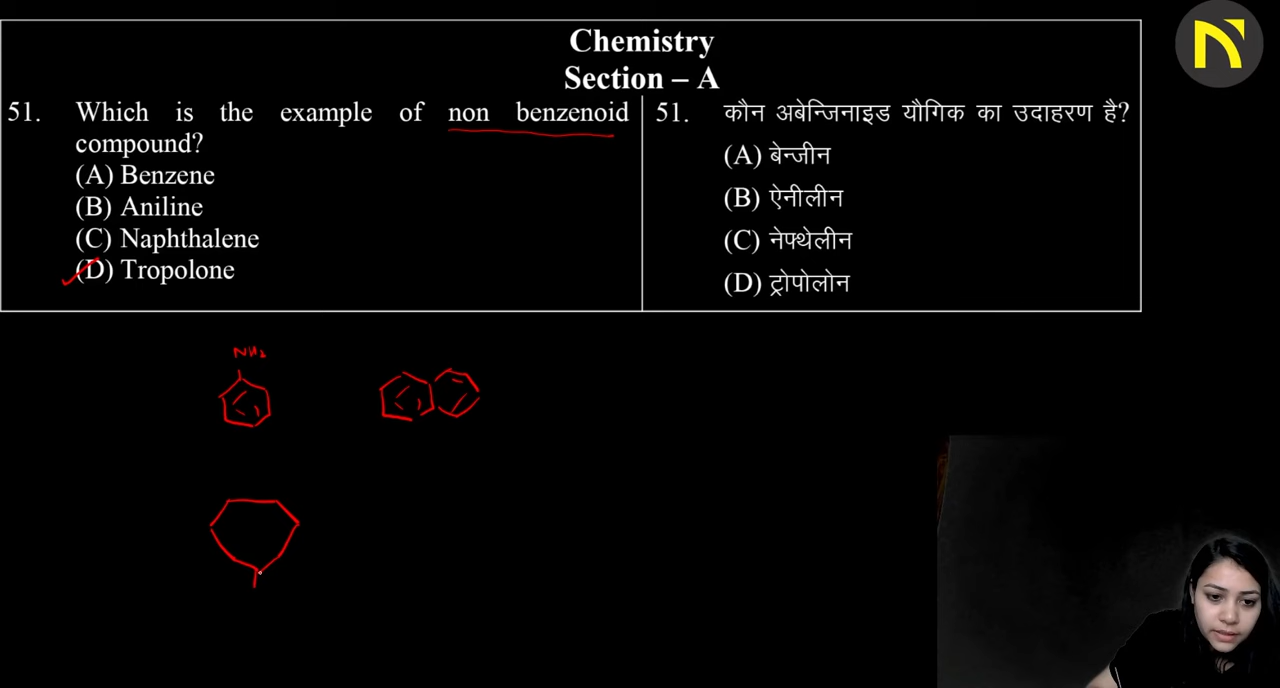 Chemistry
Section – A
51. Which is the example of non benzenoid
compound?
(A) Benzene
(B) Aniline
(C) Naphthalene
(D) Tropolone
51. कौन अबेन्जिनाइड यौगिक का उदाहरण है?
(A) बेन्जीन
(B) ऐनीलीन
(C) नेफ्थेलीन
(D) ट्रोपोलोन
NH₂